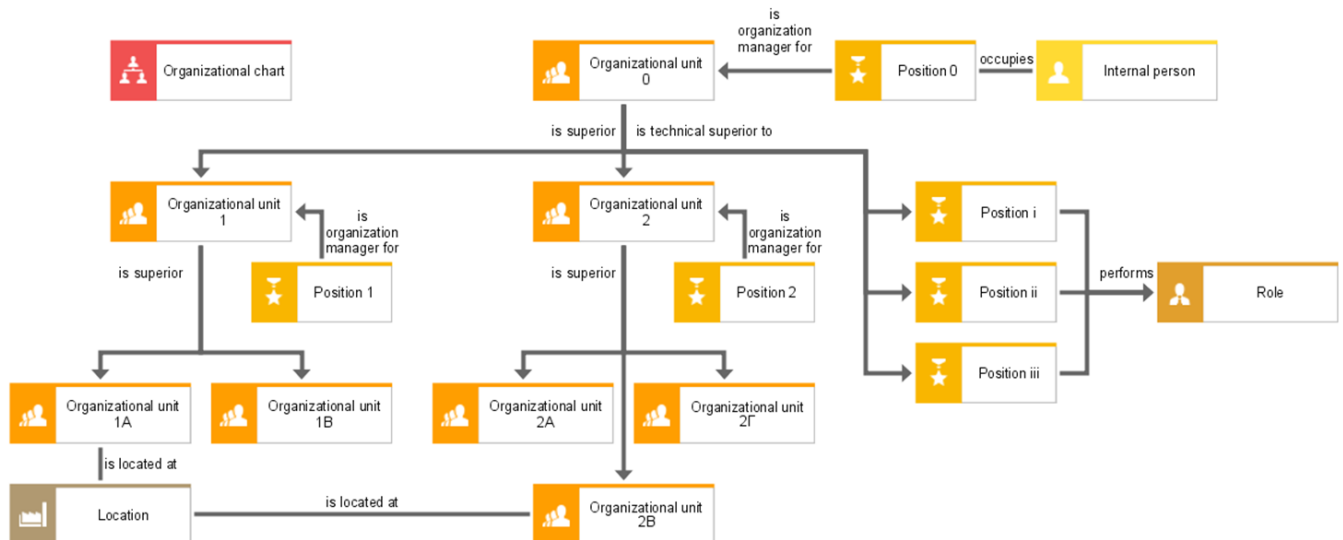 is
organization
manager for
Organizational chart
Organizational unit
0
Position 0
occupies
Internal person
is superior
is technical superior to
Organizational unit
1
is
organization
manager for
Organizational unit
2
is
organization
manager for
Position i
is superior
Position 1
is superior
Position 2
Position ii
performs
Role
Position iii
Organizational unit
1A
Organizational unit
1B
Organizational unit
2A
Organizational unit
2Γ
is located at
Location
is located at
Organizational unit
2B